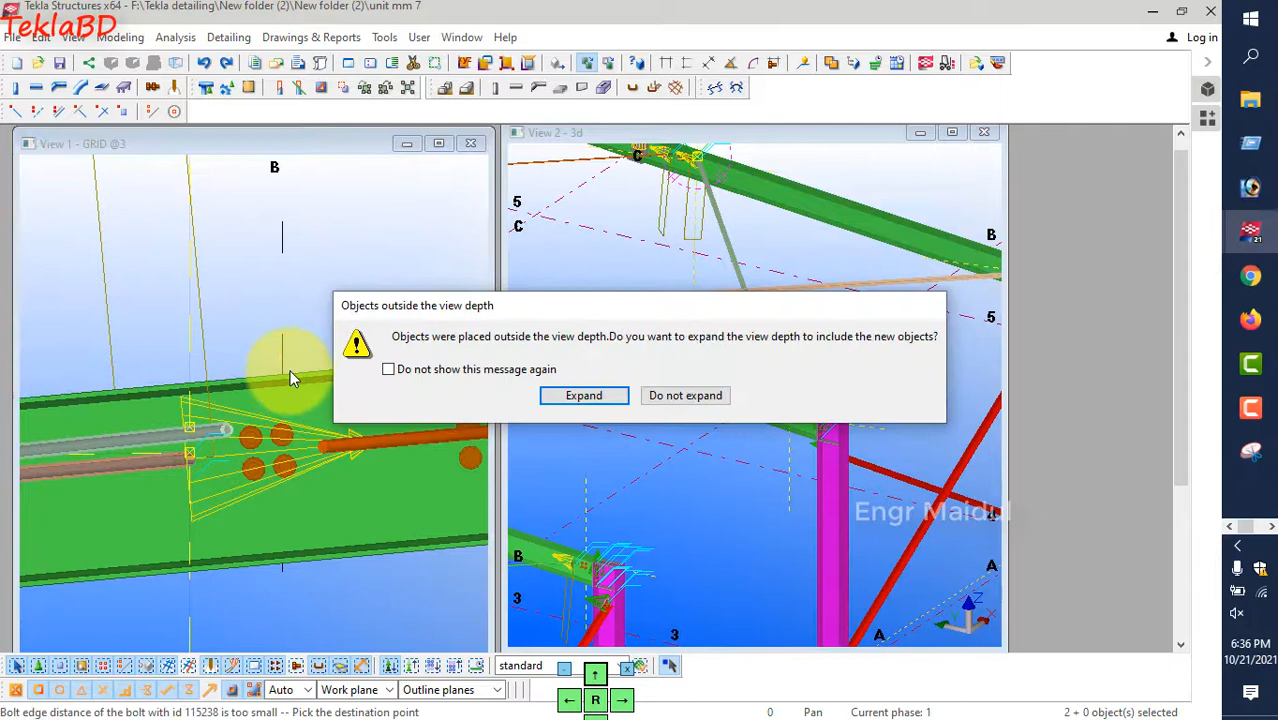 Tekla Structures x64 - F:\Tekla detailing\New folder (2)\New folder (2)\unit mm 7
TeklaBD
File Edit View Modeling Analysis Detailing Drawings & Reports Tools User Window Help Log in
View 1 - GRID @3
View 2 - 3d
B
C
5
C
B
5
Objects outside the view depth
Objects were placed outside the view depth.Do you want to expand the view depth to include the new objects?
Do not show this message again
Expand Do not expand
Engr Maidul
4
B
A
3
3
A
Z
standard
Auto Work plane Outline planes
R
Bolt edge distance of the bolt with id 115238 is too small -- Pick the destination point 0 Pan Current phase: 1 2 + 0 object(s) selected
21
6:36 PM
10/21/2021